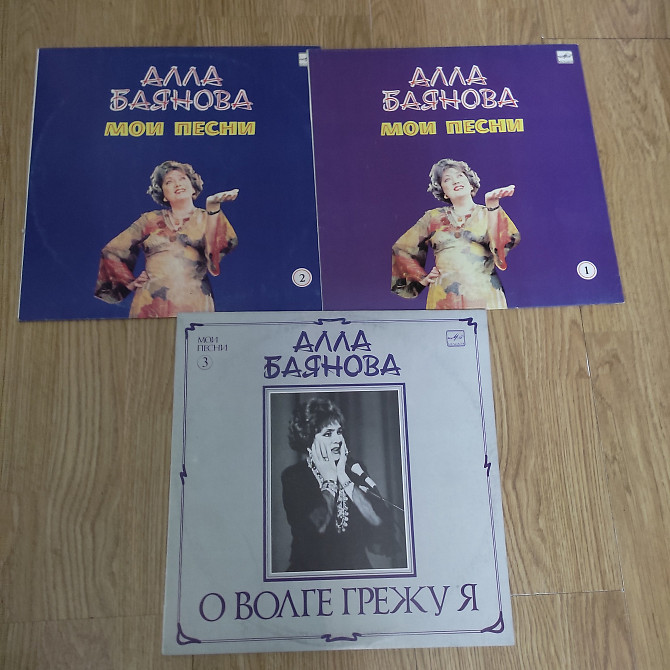 АЛЛА
БАЯНОВА
МОИ ПЕСНИ
2
АЛЛА
БАЯНОВА
МОИ ПЕСНИ
1
МОИ
ПЕСНИ
3
АЛЛА
БАЯНОВА
О ВОЛГЕ ГРЕЖУ Я